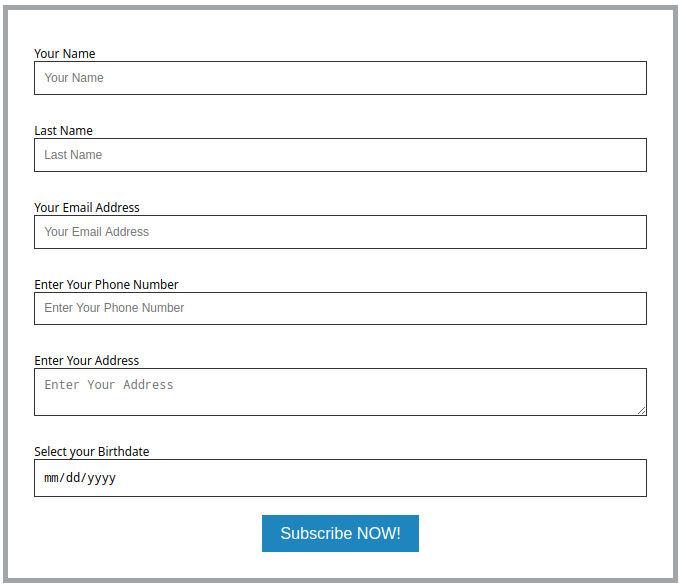 Your Name
Your Name
Last Name
Last Name
Your Email Address
Your Email Address
Enter Your Phone Number
Enter Your Phone Number
Enter Your Address
Enter Your Address
Select your Birthdate
mm/dd/yyyy
Subscribe NOW!